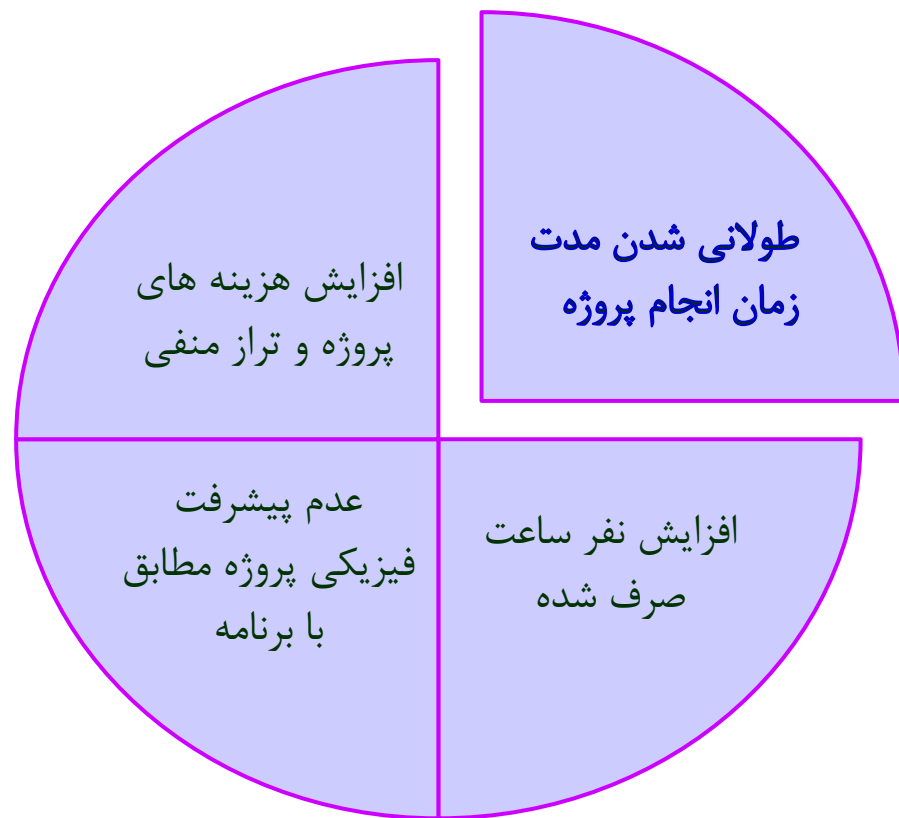 طولانی شدن مدت
زمان انجام پروژه
افزایش هزینه های
پروژه و تراز منفی
افزایش نفر ساعت
صرف شده
عدم پیشرفت
فیزیکی پروژه مطابق
با برنامه